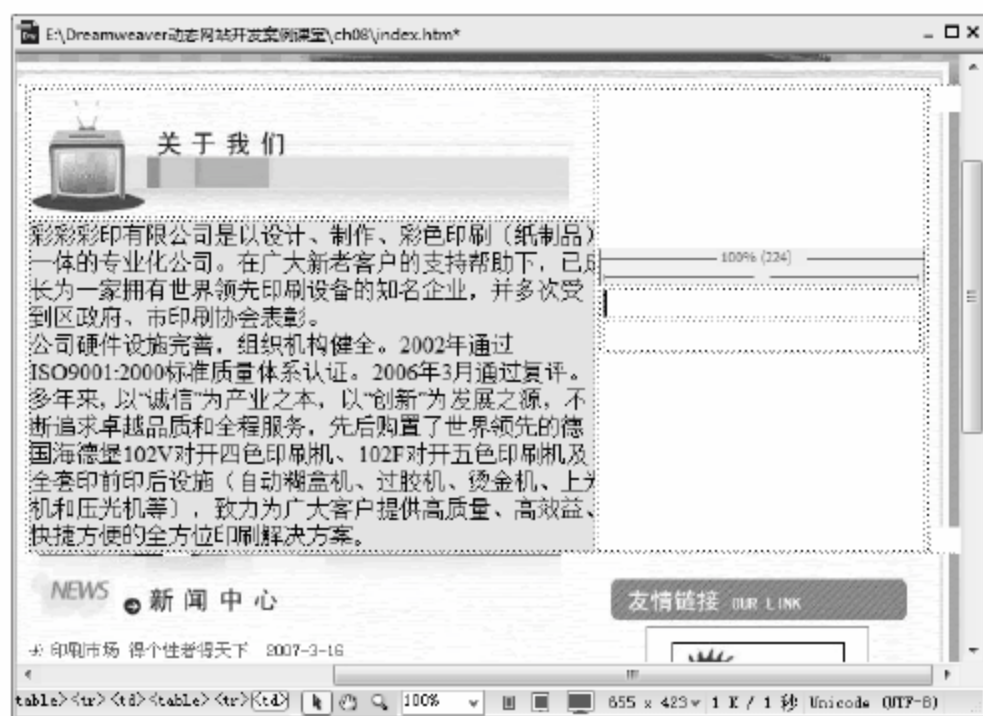 E:\Dreamweaver动态网站开发案例课堂\ch08\index.htm*
关于我们
彩彩彩印有限公司是以设计、制作、彩色印刷（纸制品）
一体的专业化公司。在广大新老客户的支持帮助下，已成
长为一家拥有世界领先印刷设备的知名企业，并多次受
到区政府、市印刷协会表彰。
公司硬件设施完善，组织机构健全。2002年通过
ISO9001:2000标准质量体系认证。2006年3月通过复评。
多年来，以“诚信”为产业之本，以“创新”为发展之源，不
断追求卓越品质和全程服务，先后购置了世界领先的德
国海德堡102V对开四色印刷机、102F对开五色印刷机及
全套印前印后设施（自动糊盒机、过胶机、烫金机、上光
机和压光机等），致力为广大客户提供高质量、高效益、
快捷方便的全方位印刷解决方案。
100% (224)
NEWS 新闻中心
印刷市场 得个性者得天下 2007-3-16
友情链接 OUR LINK
table><tr><td><table><tr><td> 100% 655 x 423 1 K / 1 秒 Unicode (UTF-8)